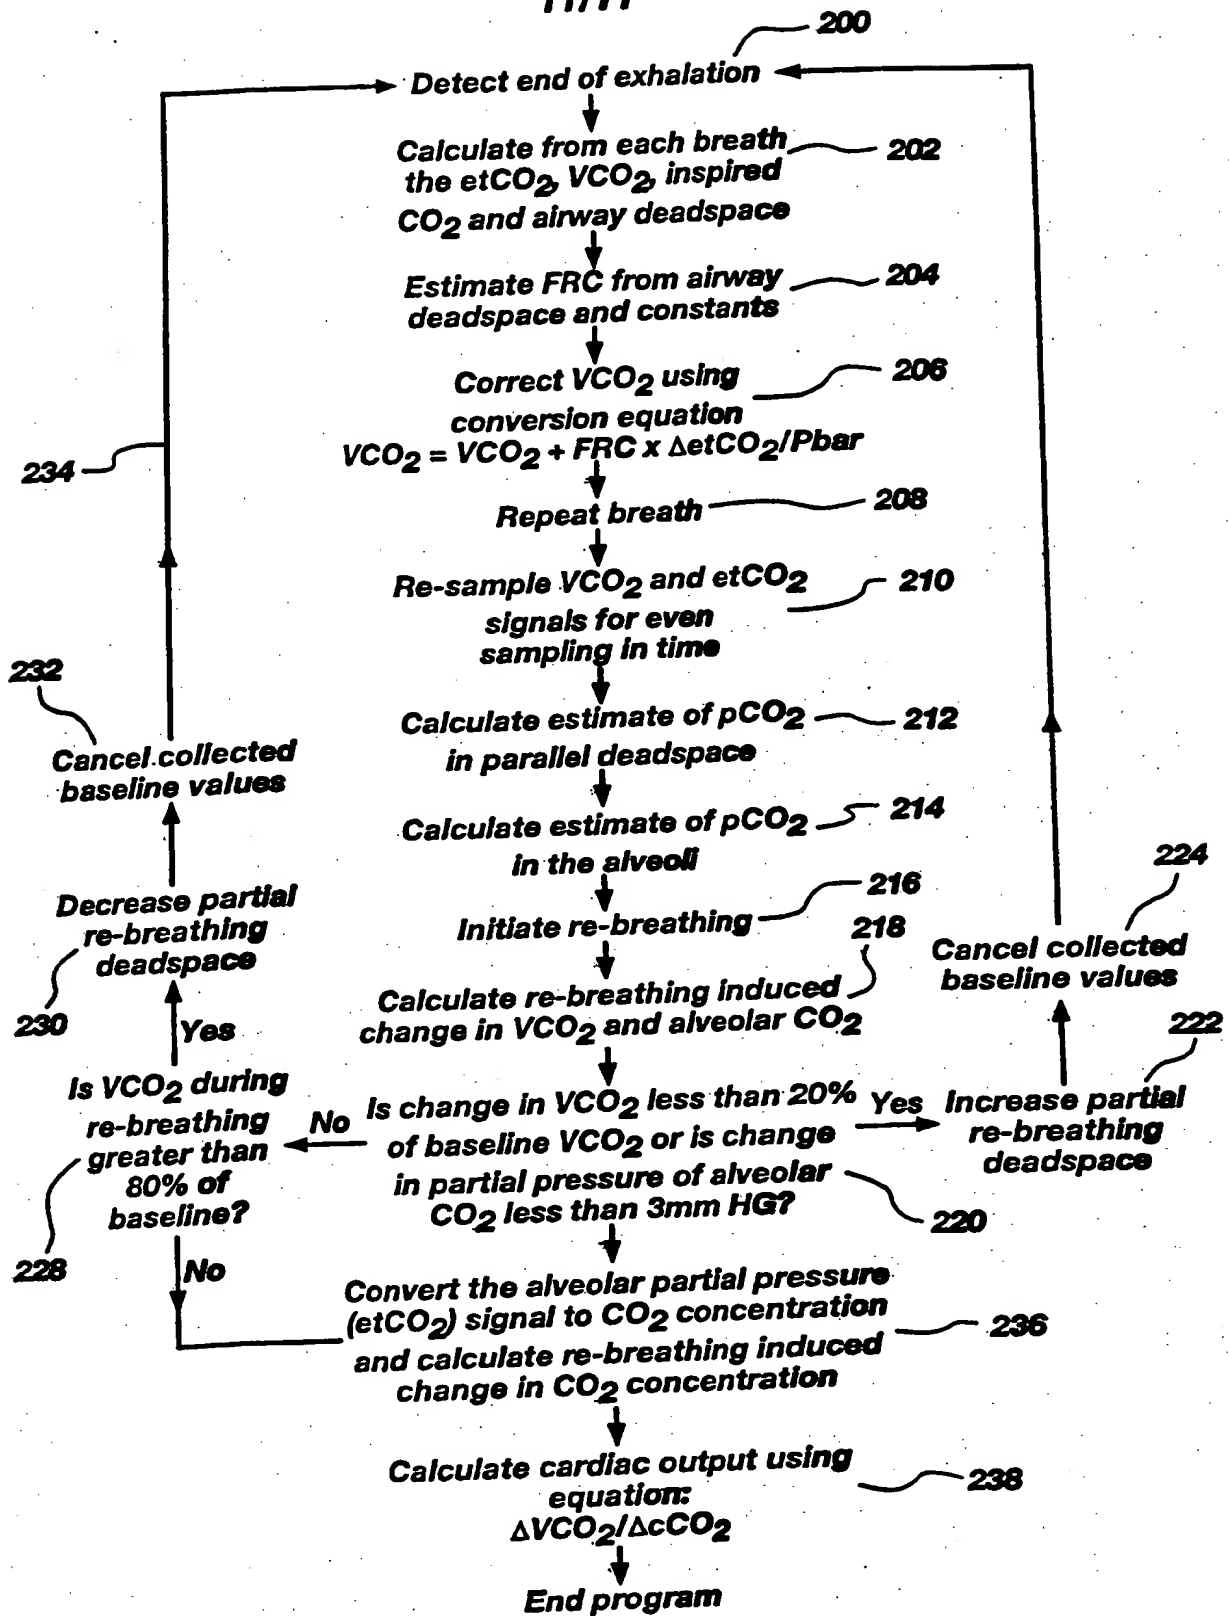 11/11
200
Detect end of exhalation
Calculate from each breath
the etCO2, VCO2, inspired
CO2 and airway deadspace
202
Estimate FRC from airway
deadspace and constants
204
Correct VCO2 using
conversion equation
VCO2 = VCO2 + FRC x ΔetCO2/Pbar
206
234
Repeat breath
208
Re-sample VCO2 and etCO2
signals for even
sampling in time
210
Calculate estimate of pCO2
in parallel deadspace
212
232
Cancel collected
baseline values
Calculate estimate of pCO2
in the alveoli
214
Initiate re-breathing
216
224
Cancel collected
baseline values
Decrease partial
re-breathing
deadspace
230
Calculate re-breathing induced
change in VCO2 and alveolar CO2
218
222
Increase partial
re-breathing
deadspace
Yes
Is VCO2 during
re-breathing
greater than
80% of
baseline?
228
No
Is change in VCO2 less than 20%
of baseline VCO2 or is change
in partial pressure of alveolar
CO2 less than 3mm HG?
Yes
220
No
Convert the alveolar partial pressure
(etCO2) signal to CO2 concentration
and calculate re-breathing induced
change in CO2 concentration
236
Calculate cardiac output using
equation:
ΔVCO2/ΔcCO2
238
End program